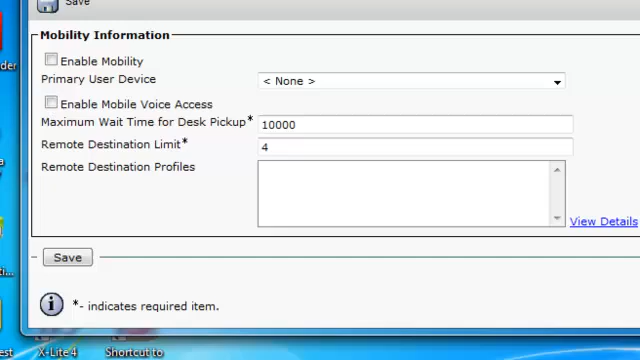 Save
Mobility Information
Enable Mobility
Primary User Device < None >
Enable Mobile Voice Access
Maximum Wait Time for Desk Pickup* 10000
Remote Destination Limit* 4
Remote Destination Profiles
View Details
Save
*- indicates required item.
X-Lite 4 Shortcut to